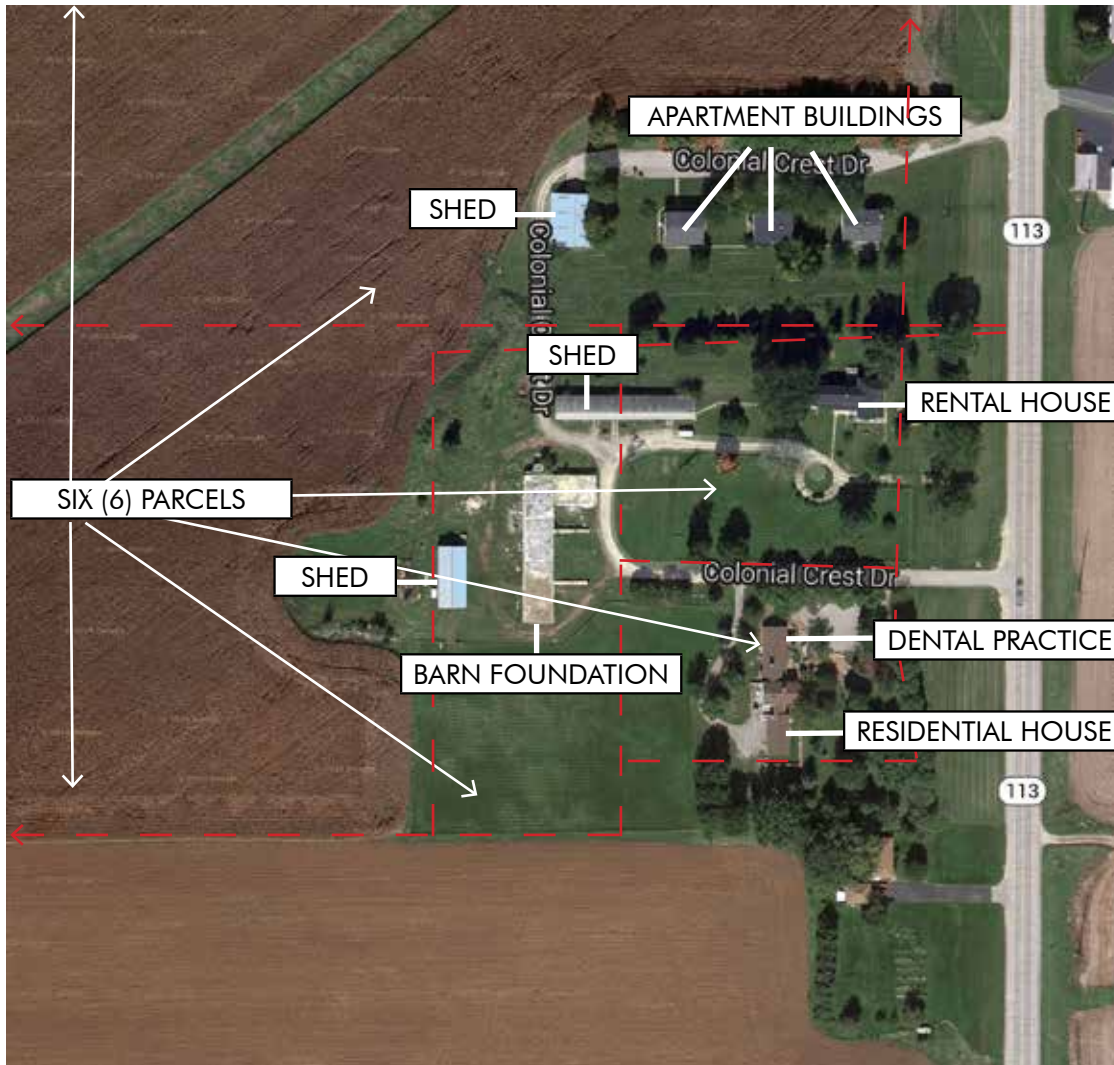 APARTMENT BUILDINGS
Colonial Crest Dr
SHED
113
Colonial
SHED
RENTAL HOUSE
SIX (6) PARCELS
SHED
Colonial Crest Dr
DENTAL PRACTICE
BARN FOUNDATION
RESIDENTIAL HOUSE
113